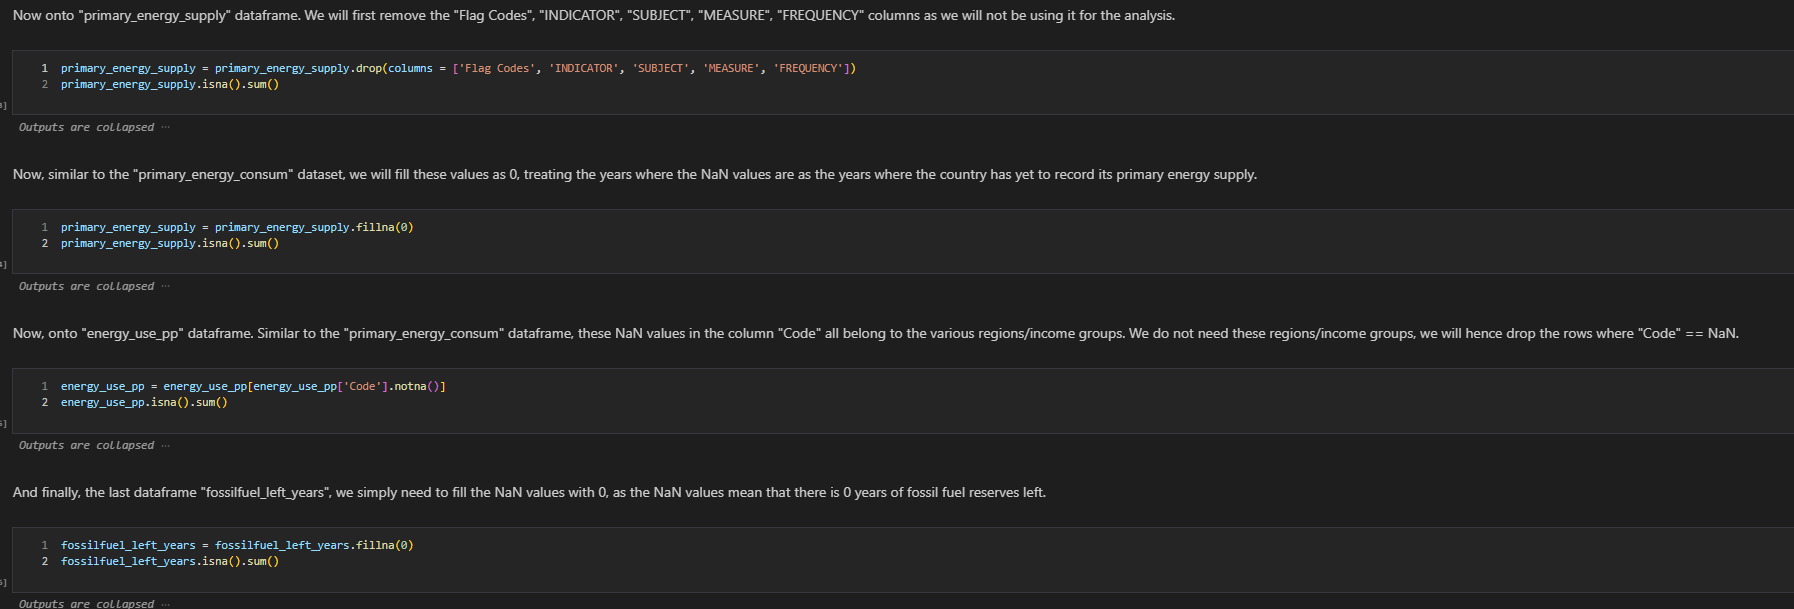 Now onto "primary_energy_supply" dataframe. We will first remove the "Flag Codes", "INDICATOR", "SUBJECT", "MEASURE", "FREQUENCY" columns as we will not be using it for the analysis.
1 primary_energy_supply = primary_energy_supply.drop(columns = ['Flag Codes', 'INDICATOR', 'SUBJECT', 'MEASURE', 'FREQUENCY'])
2 primary_energy_supply.isna().sum()
Outputs are collapsed ...
Now, similar to the "primary_energy_consum" dataset, we will fill these values as 0, treating the years where the NaN values are as the years where the country has yet to record its primary energy supply.
1 primary_energy_supply = primary_energy_supply.fillna(0)
2 primary_energy_supply.isna().sum()
Outputs are collapsed ...
Now, onto "energy_use_pp" dataframe. Similar to the "primary_energy_consum" dataframe, these NaN values in the column "Code" all belong to the various regions/income groups. We do not need these regions/income groups, we will hence drop the rows where "Code" == NaN.
1 energy_use_pp = energy_use_pp[energy_use_pp['Code'].notna()]
2 energy_use_pp.isna().sum()
Outputs are collapsed ...
And finally, the last dataframe "fossilfuel_left_years", we simply need to fill the NaN values with 0, as the NaN values mean that there is 0 years of fossil fuel reserves left.
1 fossilfuel_left_years = fossilfuel_left_years.fillna(0)
2 fossilfuel_left_years.isna().sum()
Outputs are collapsed ...